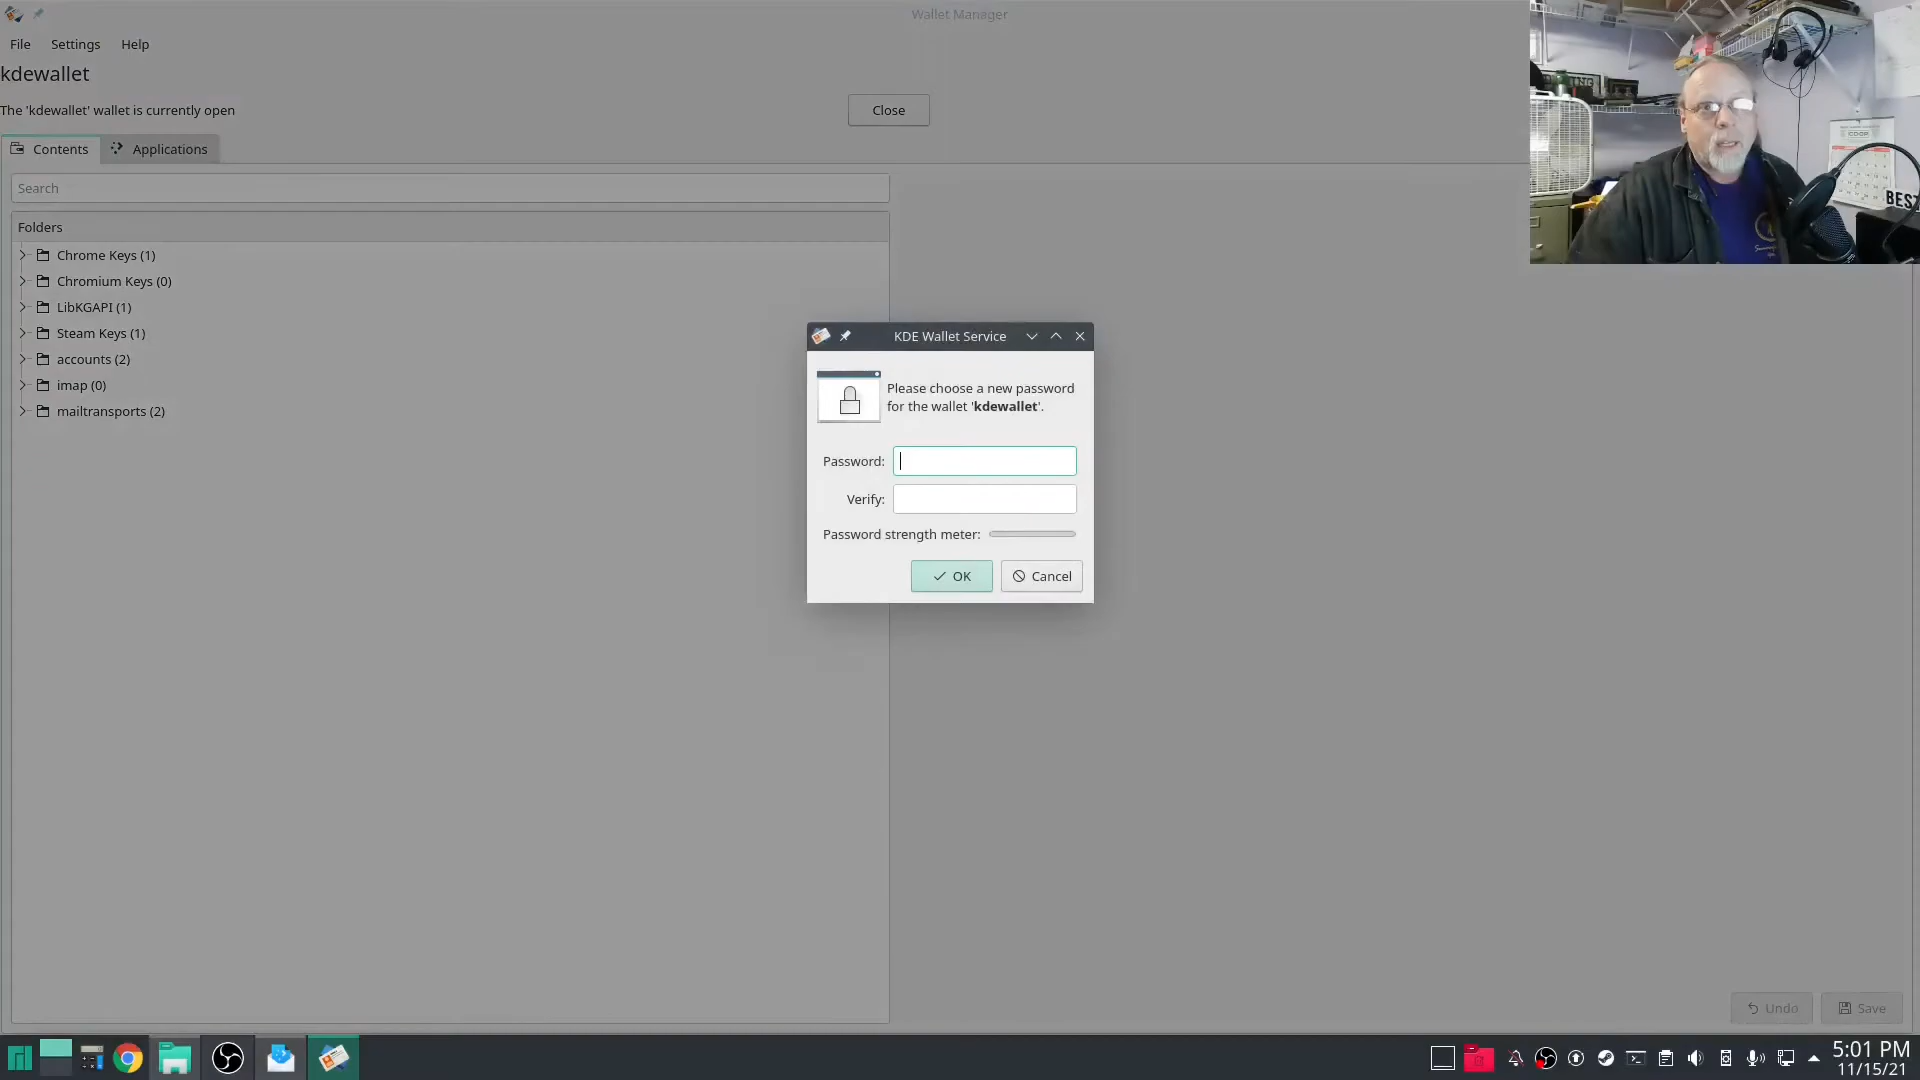 Wallet Manager
File Settings Help
kdewallet
The 'kdewallet' wallet is currently open
Close
Contents
Applications
Search
Folders
Chrome Keys (1)
Chromium Keys (0)
LibKGAPI (1)
Steam Keys (1)
accounts (2)
imap (0)
mailtransports (2)
KDE Wallet Service
Please choose a new password
for the wallet 'kdewallet'.
Password:
Verify:
Password strength meter:
OK
Cancel
BEST
Undo
Save
5:01 PM
11/15/21